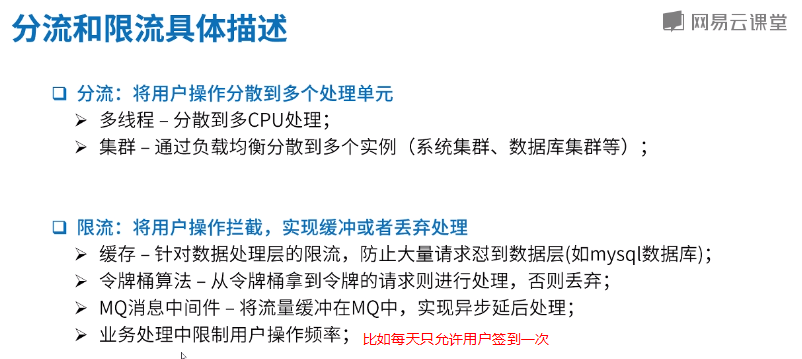 分流和限流具体描述
网易云课堂
分流：将用户操作分散到多个处理单元
多线程 – 分散到多CPU处理；
集群 – 通过负载均衡分散到多个实例（系统集群、数据库集群等）；
限流：将用户操作拦截，实现缓冲或者丢弃处理
缓存 – 针对数据处理层的限流，防止大量请求怼到数据层(如mysql数据库)；
令牌桶算法 – 从令牌桶拿到令牌的请求则进行处理，否则丢弃；
MQ消息中间件 – 将流量缓冲在MQ中，实现异步延后处理；
业务处理中限制用户操作频率； 比如每天只允许用户签到一次